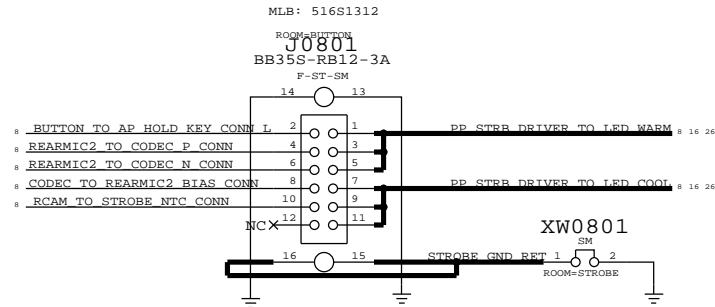 MLB: 516S1312
ROOM=BUTTON
J0801
BB35S-RB12-3A
F-ST-SM
14 13
8 BUTTON_TO_AP_HOLD_KEY_CONN_L 2 1 PP_STRB_DRIVER_TO_LED_WARM 8 16 26
8 REARMIC2_TO_CODEC_P_CONN 4 3
8 REARMIC2_TO_CODEC_N_CONN 6 5
8 CODEC_TO_REARMIC2_BIAS_CONN 8 7 PP_STRB_DRIVER_TO_LED_COOL 8 16 26
8 RCAM_TO_STROBE_NTC_CONN 10 9
NC 12 11
XW0801
SM
16 15 STROBE_GND_RET 1 2
ROOM=STROBE